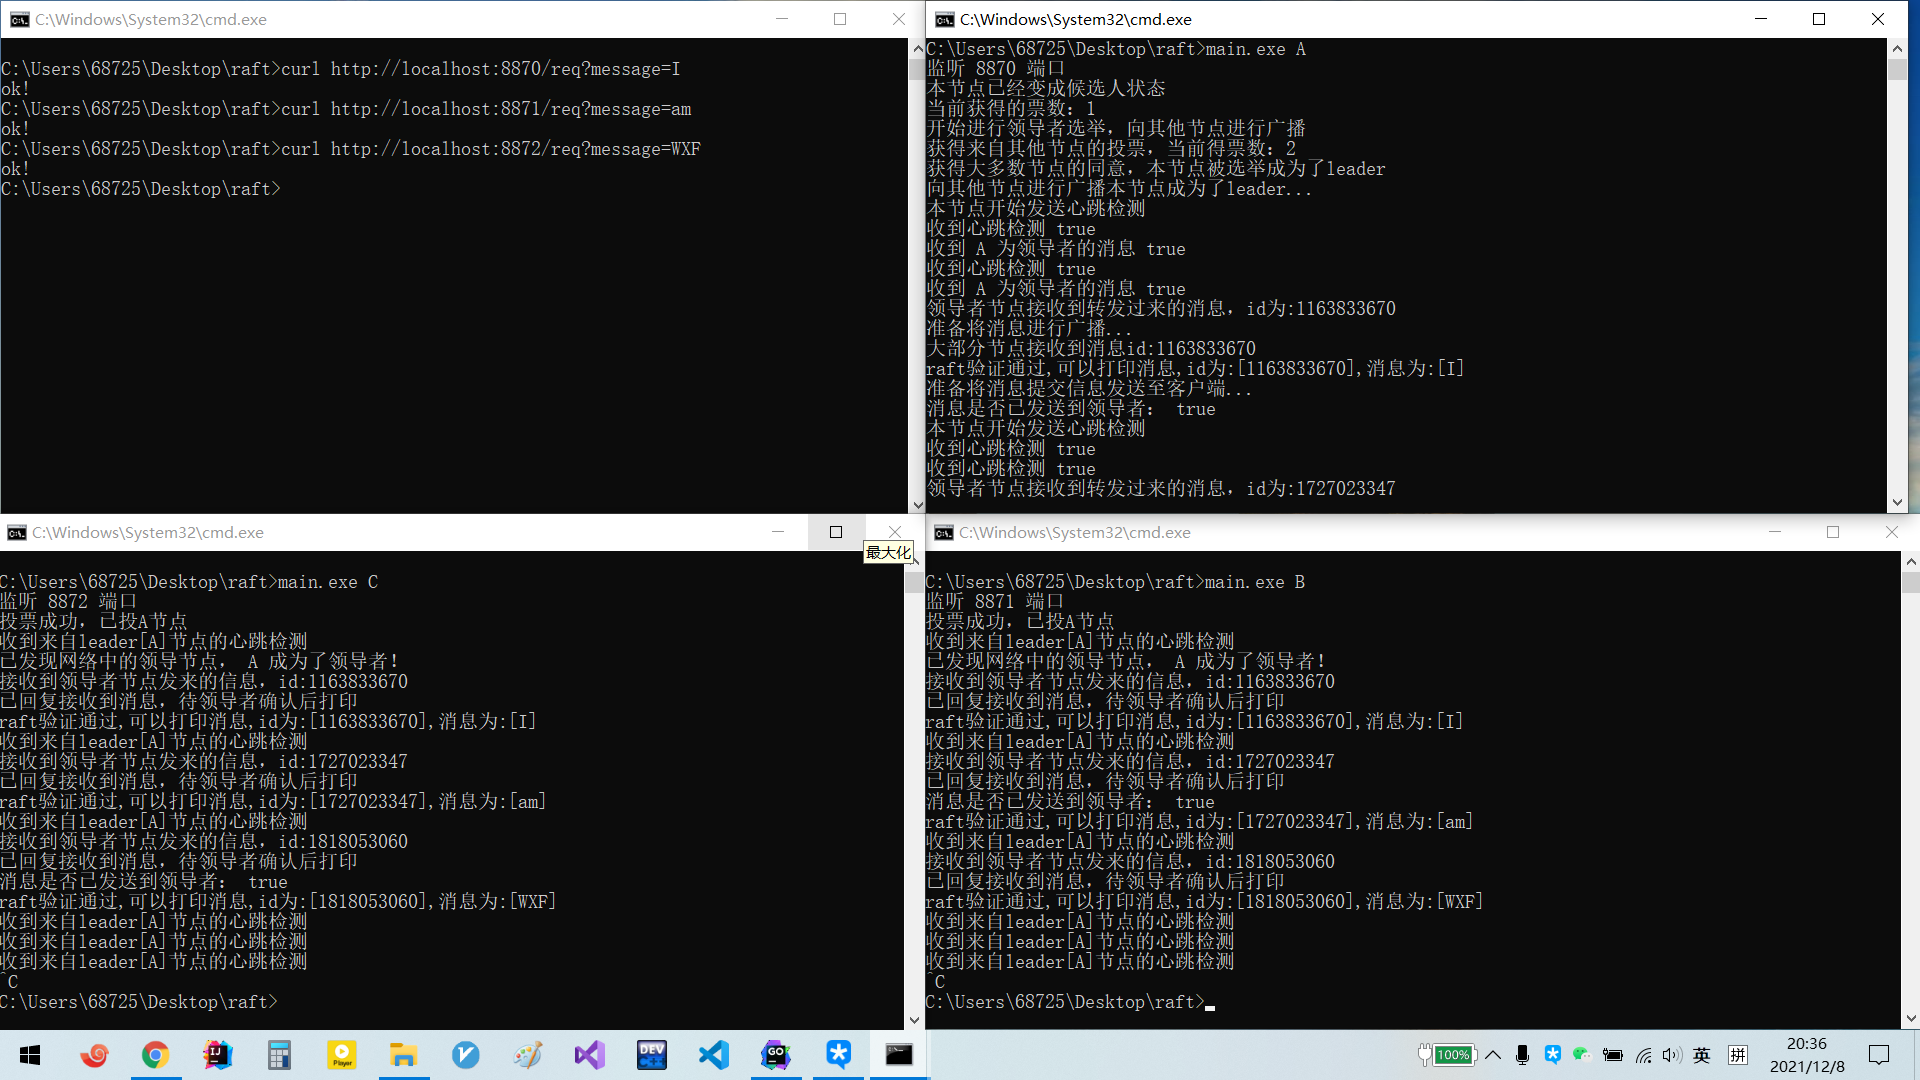 C:\Windows\System32\cmd.exe
C:\Users\68725\Desktop\raft>curl http://localhost:8870/req?message=I
ok!
C:\Users\68725\Desktop\raft>curl http://localhost:8871/req?message=am
ok!
C:\Users\68725\Desktop\raft>curl http://localhost:8872/req?message=WXF
ok!
C:\Users\68725\Desktop\raft>
C:\Windows\System32\cmd.exe
C:\Users\68725\Desktop\raft>main.exe A
监听 8870 端口
本节点已经变成候选人状态
当前获得的票数：1
开始进行领导者选举，向其他节点进行广播
获得来自其他节点的投票，当前得票数：2
获得大多数节点的同意，本节点被选举成为了leader
向其他节点进行广播本节点成为了leader...
本节点开始发送心跳检测
收到心跳检测 true
收到 A 为领导者的消息 true
收到心跳检测 true
收到 A 为领导者的消息 true
领导者节点接收到转发过来的消息，id为:1163833670
准备将消息进行广播...
大部分节点接收到消息id:1163833670
raft验证通过,可以打印消息,id为:[1163833670],消息为:[I]
准备将消息提交信息发送至客户端...
消息是否已发送到领导者： true
本节点开始发送心跳检测
收到心跳检测 true
收到心跳检测 true
领导者节点接收到转发过来的消息，id为:1727023347
C:\Windows\System32\cmd.exe
最大化
C:\Users\68725\Desktop\raft>main.exe C
监听 8872 端口
投票成功，已投A节点
收到来自leader[A]节点的心跳检测
已发现网络中的领导节点， A 成为了领导者！
接收到领导者节点发来的信息，id:1163833670
已回复接收到消息，待领导者确认后打印
raft验证通过,可以打印消息,id为:[1163833670],消息为:[I]
收到来自leader[A]节点的心跳检测
接收到领导者节点发来的信息，id:1727023347
已回复接收到消息，待领导者确认后打印
raft验证通过,可以打印消息,id为:[1727023347],消息为:[am]
收到来自leader[A]节点的心跳检测
接收到领导者节点发来的信息，id:1818053060
已回复接收到消息，待领导者确认后打印
消息是否已发送到领导者： true
raft验证通过,可以打印消息,id为:[1818053060],消息为:[WXF]
收到来自leader[A]节点的心跳检测
收到来自leader[A]节点的心跳检测
收到来自leader[A]节点的心跳检测
^C
C:\Users\68725\Desktop\raft>
C:\Windows\System32\cmd.exe
C:\Users\68725\Desktop\raft>main.exe B
监听 8871 端口
投票成功，已投A节点
收到来自leader[A]节点的心跳检测
已发现网络中的领导节点， A 成为了领导者！
接收到领导者节点发来的信息，id:1163833670
已回复接收到消息，待领导者确认后打印
raft验证通过,可以打印消息,id为:[1163833670],消息为:[I]
收到来自leader[A]节点的心跳检测
接收到领导者节点发来的信息，id:1727023347
已回复接收到消息，待领导者确认后打印
消息是否已发送到领导者： true
raft验证通过,可以打印消息,id为:[1727023347],消息为:[am]
收到来自leader[A]节点的心跳检测
接收到领导者节点发来的信息，id:1818053060
已回复接收到消息，待领导者确认后打印
raft验证通过,可以打印消息,id为:[1818053060],消息为:[WXF]
收到来自leader[A]节点的心跳检测
收到来自leader[A]节点的心跳检测
收到来自leader[A]节点的心跳检测
^C
C:\Users\68725\Desktop\raft>
IJ
Player
DEV C++
GO
100%
英
拼
20:36
2021/12/8